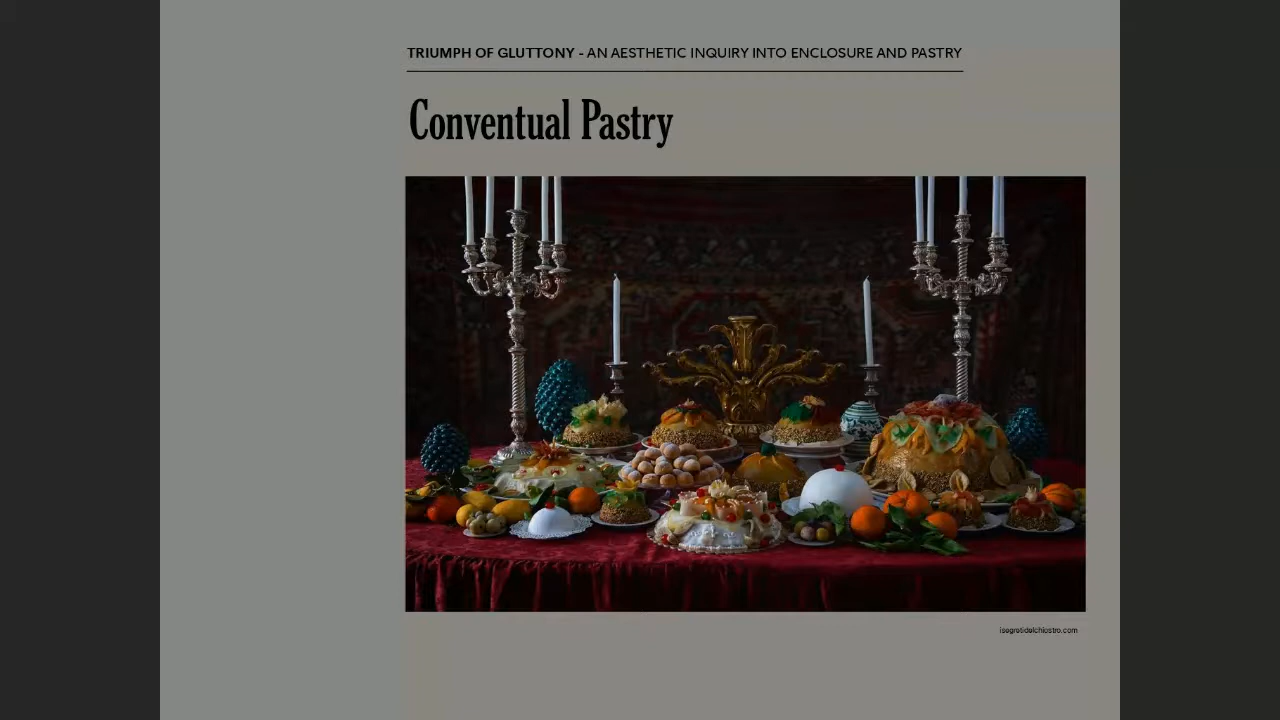 TRIUMPH OF GLUTTONY - AN AESTHETIC INQUIRY INTO ENCLOSURE AND PASTRY
Conventual Pastry
isegretidelchiostro.com